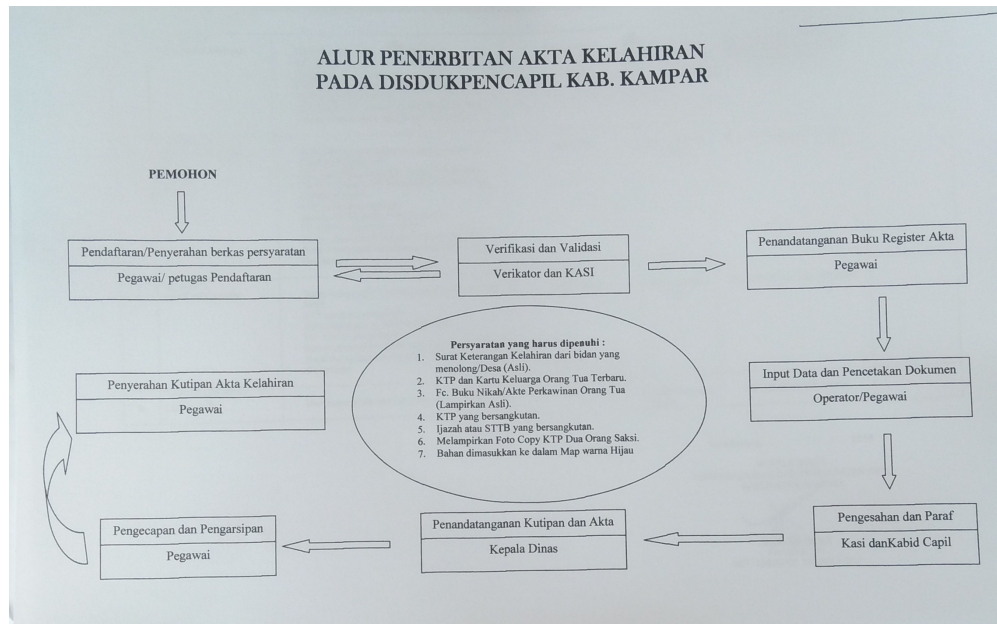 ALUR PENERBITAN AKTA KELAHIRAN
PADA DISDUKPENCAPIL KAB. KAMPAR
PEMOHON
Pendaftaran/Penyerahan berkas persyaratan
Pegawai/ petugas Pendaftaran
Verifikasi dan Validasi
Verikator dan KASI
Penandatanganan Buku Register Akta
Pegawai
Input Data dan Pencetakan Dokumen
Operator/Pegawai
Pengesahan dan Paraf
Kasi danKabid Capil
Penandatanganan Kutipan dan Akta
Kepala Dinas
Pengecapan dan Pengarsipan
Pegawai
Penyerahan Kutipan Akta Kelahiran
Pegawai
Persyaratan yang harus dipenuhi :
1. Surat Keterangan Kelahiran dari bidan yang
menolong/Desa (Asli).
2. KTP dan Kartu Keluarga Orang Tua Terbaru.
3. Fc. Buku Nikah/Akte Perkawinan Orang Tua
(Lampirkan Asli).
4. KTP yang bersangkutan.
5. Ijazah atau STTB yang bersangkutan.
6. Melampirkan Foto Copy KTP Dua Orang Saksi.
7. Bahan dimasukkan ke dalam Map warna Hijau